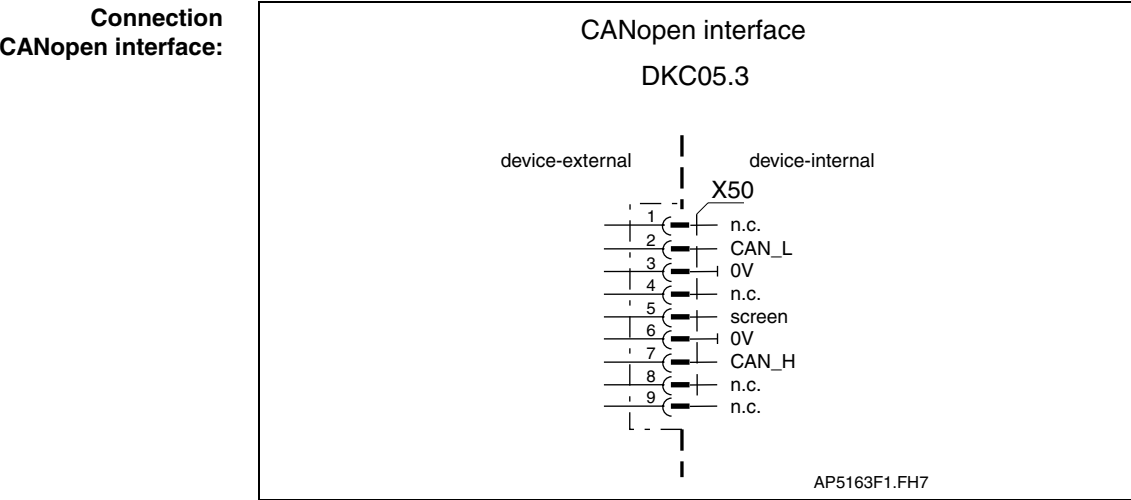 Connection
CANopen interface:
CANopen interface
DKC05.3
device-external device-internal
X50
1 n.c.
2 CAN_L
3 0V
4 n.c.
5 screen
6 0V
7 CAN_H
8 n.c.
9 n.c.
AP5163F1.FH7